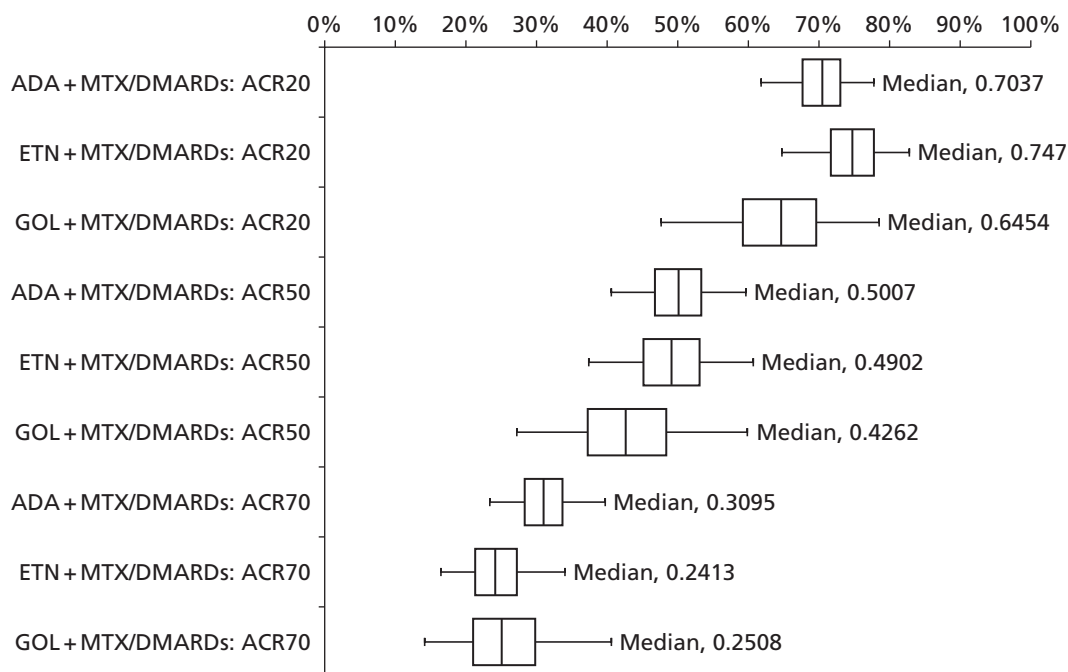 0% 10% 20% 30% 40% 50% 60% 70% 80% 90% 100%
ADA + MTX/DMARDs: ACR20 Median, 0.7037
ETN + MTX/DMARDs: ACR20 Median, 0.747
GOL + MTX/DMARDs: ACR20 Median, 0.6454
ADA + MTX/DMARDs: ACR50 Median, 0.5007
ETN + MTX/DMARDs: ACR50 Median, 0.4902
GOL + MTX/DMARDs: ACR50 Median, 0.4262
ADA + MTX/DMARDs: ACR70 Median, 0.3095
ETN + MTX/DMARDs: ACR70 Median, 0.2413
GOL + MTX/DMARDs: ACR70 Median, 0.2508